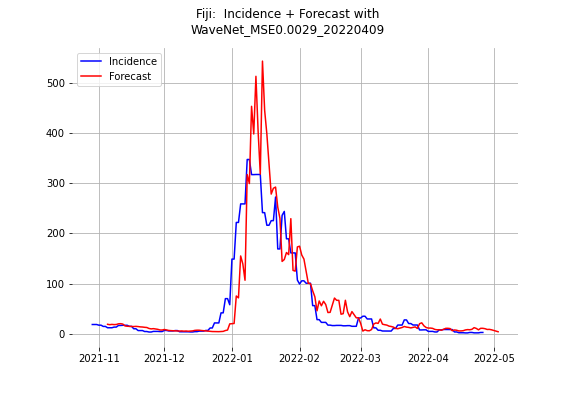 Fiji:  Incidence + Forecast with
WaveNet_MSE0.0029_20220409
Incidence
Forecast
500
400
300
200
100
0
2021-11 2021-12 2022-01 2022-02 2022-03 2022-04 2022-05